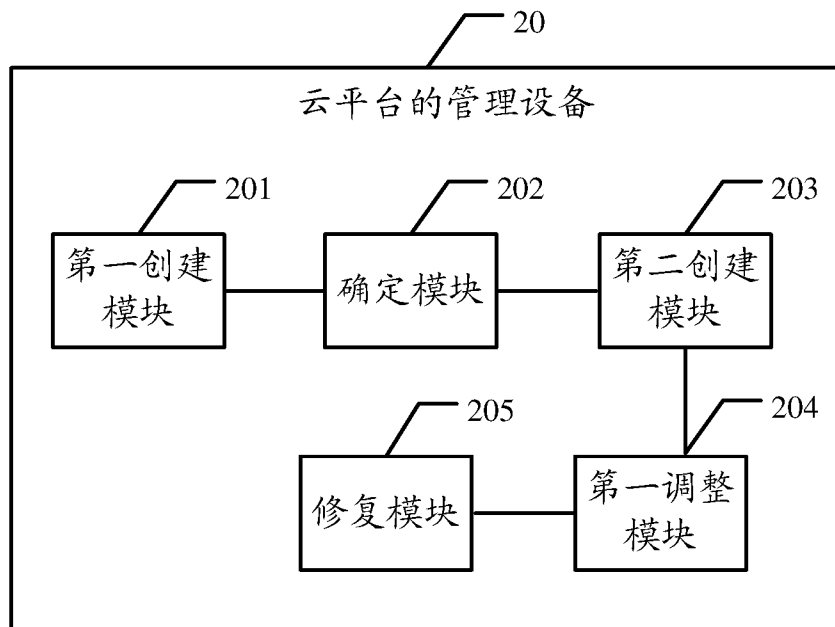 20
云平台的管理设备
201
202
203
第一创建
模块
确定模块
第二创建
模块
205
204
修复模块
第一调整
模块